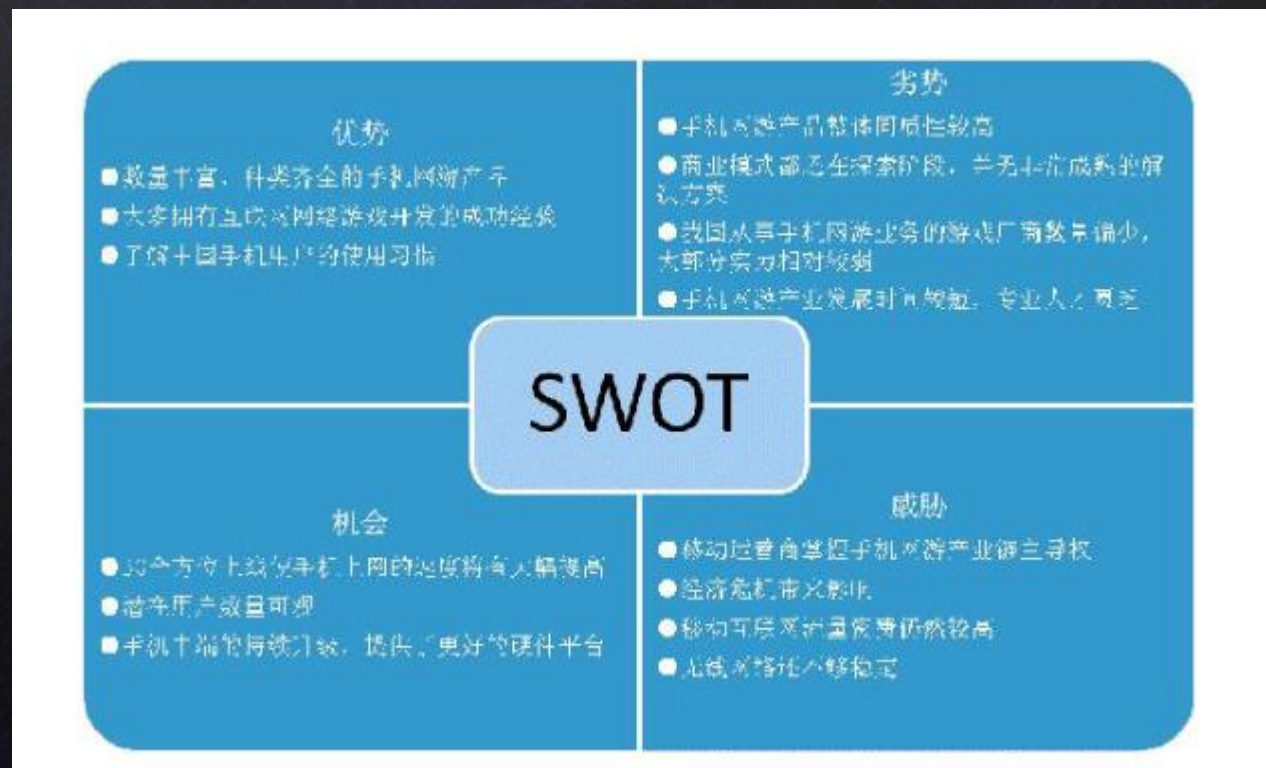 优势
●数量丰富、种类齐全的手机网游产品
●大多拥有互联网网络游戏开发的成功经验
●了解中国手机用户的使用习惯
劣势
●手机网游产品整体同质性较高
●商业模式都还在探索阶段，并无非常成熟的解
决方案
●我国从事手机网游业务的游戏厂商数量偏少，
大部分实力相对较弱
●手机网游产业发展时间较短，专业人才匮乏
SWOT
机会
●3G全方位上线使手机上网的速度将有大幅提高
●潜在用户数量可观
●手机终端的持续升级，提供了更好的硬件平台
威胁
●移动运营商掌握手机网游产业链主导权
●经济危机带来影响
●移动互联网流量资费仍然较高
●无线网络还不够稳定